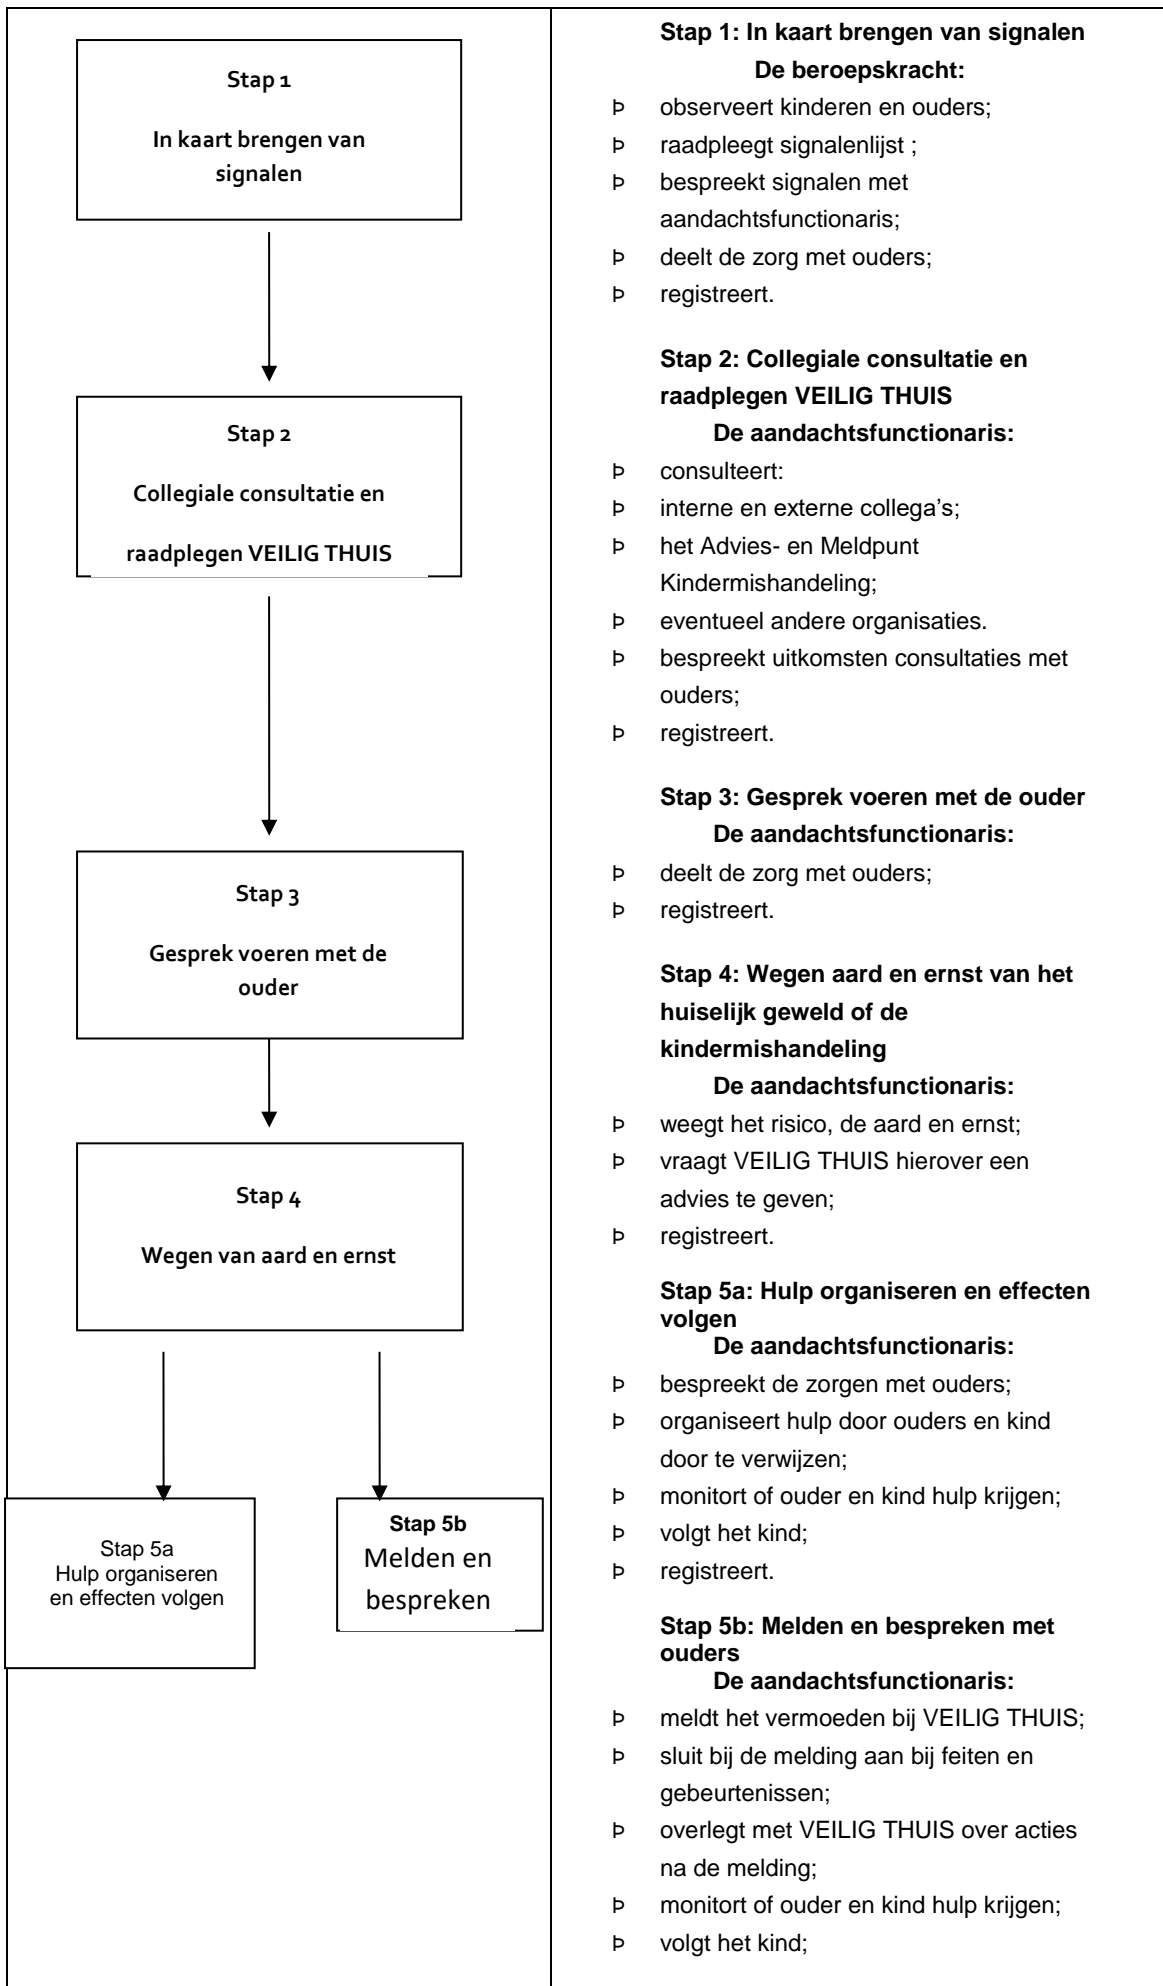 Stap 1
In kaart brengen van
signalen
Stap 2
Collegiale consultatie en
raadplegen VEILIG THUIS
Stap 3
Gesprek voeren met de
ouder
Stap 4
Wegen van aard en ernst
Stap 5a
Hulp organiseren
en effecten volgen
Stap 5b
Melden en
bespreken
Stap 1: In kaart brengen van signalen
De beroepskracht:
Þ observeert kinderen en ouders;
Þ raadpleegt signalenlijst ;
Þ bespreekt signalen met
aandachtsfunctionaris;
Þ deelt de zorg met ouders;
Þ registreert.
Stap 2: Collegiale consultatie en
raadplegen VEILIG THUIS
De aandachtsfunctionaris:
Þ consulteert:
Þ interne en externe collega’s;
Þ het Advies- en Meldpunt
Kindermishandeling;
Þ eventueel andere organisaties.
Þ bespreekt uitkomsten consultaties met
ouders;
Þ registreert.
Stap 3: Gesprek voeren met de ouder
De aandachtsfunctionaris:
Þ deelt de zorg met ouders;
Þ registreert.
Stap 4: Wegen aard en ernst van het
huiselijk geweld of de
kindermishandeling
De aandachtsfunctionaris:
Þ weegt het risico, de aard en ernst;
Þ vraagt VEILIG THUIS hierover een
advies te geven;
Þ registreert.
Stap 5a: Hulp organiseren en effecten
volgen
De aandachtsfunctionaris:
Þ bespreekt de zorgen met ouders;
Þ organiseert hulp door ouders en kind
door te verwijzen;
Þ monitort of ouder en kind hulp krijgen;
Þ volgt het kind;
Þ registreert.
Stap 5b: Melden en bespreken met
ouders
De aandachtsfunctionaris:
Þ meldt het vermoeden bij VEILIG THUIS;
Þ sluit bij de melding aan bij feiten en
gebeurtenissen;
Þ overlegt met VEILIG THUIS over acties
na de melding;
Þ monitort of ouder en kind hulp krijgen;
Þ volgt het kind;